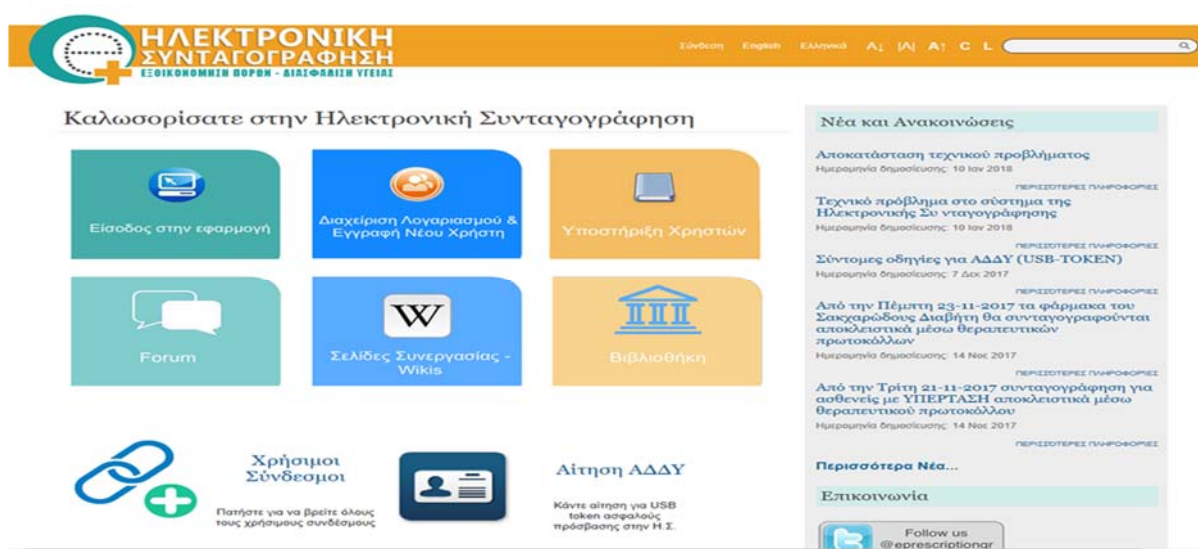 ΗΛΕΚΤΡΟΝΙΚΗ
ΣΥΝΤΑΓΟΓΡΑΦΗΣΗ
ΕΞΟΙΚΟΝΟΜΗΣΗ ΠΟΡΩΝ - ΔΙΑΣΦΑΛΙΣΗ ΥΓΕΙΑΣ
Σύνδεση English Ελληνικά A↓ |A| A↑ C L
Καλωσορίσατε στην Ηλεκτρονική Συνταγογράφηση
Είσοδος στην εφαρμογή
Διαχείριση Λογαριασμού &
Εγγραφή Νέου Χρήστη
Υποστήριξη Χρηστών
Forum
W
Σελίδες Συνεργασίας -
Wikis
Βιβλιοθήκη
Χρήσιμοι
Σύνδεσμοι
Πατήστε για να βρείτε όλους
τους χρήσιμους συνδέσμους
Αίτηση ΑΔΔΥ
Κάντε αίτηση για USB
token ασφαλούς
πρόσβασης στην Η.Σ.
Νέα και Ανακοινώσεις
Αποκατάσταση τεχνικού προβλήματος
Ημερομηνία δημοσίευσης: 10 Ιαν 2018
ΠΕΡΙΣΣΟΤΕΡΕΣ ΠΛΗΡΟΦΟΡΙΕΣ
Τεχνικό πρόβλημα στο σύστημα της
Ηλεκτρονικής Συ νταγογράφησης
Ημερομηνία δημοσίευσης: 10 Ιαν 2018
ΠΕΡΙΣΣΟΤΕΡΕΣ ΠΛΗΡΟΦΟΡΙΕΣ
Σύντομες οδηγίες για ΑΔΔΥ (USB-TOKEN)
Ημερομηνία δημοσίευσης: 7 Δεκ 2017
ΠΕΡΙΣΣΟΤΕΡΕΣ ΠΛΗΡΟΦΟΡΙΕΣ
Από την Πέμπτη 23-11-2017 τα φάρμακα του
Σακχαρώδους Διαβήτη θα συνταγογραφούνται
αποκλειστικά μέσω θεραπευτικών
πρωτοκόλλων
Ημερομηνία δημοσίευσης: 14 Νοε 2017
ΠΕΡΙΣΣΟΤΕΡΕΣ ΠΛΗΡΟΦΟΡΙΕΣ
Από την Τρίτη 21-11-2017 συνταγογράφηση για
ασθενείς με ΥΠΕΡΤΑΣΗ αποκλειστικά μέσω
θεραπευτικού πρωτοκόλλου
Ημερομηνία δημοσίευσης: 14 Νοε 2017
ΠΕΡΙΣΣΟΤΕΡΕΣ ΠΛΗΡΟΦΟΡΙΕΣ
Περισσότερα Νέα...
Επικοινωνία
Follow us
@eprescriptiongr